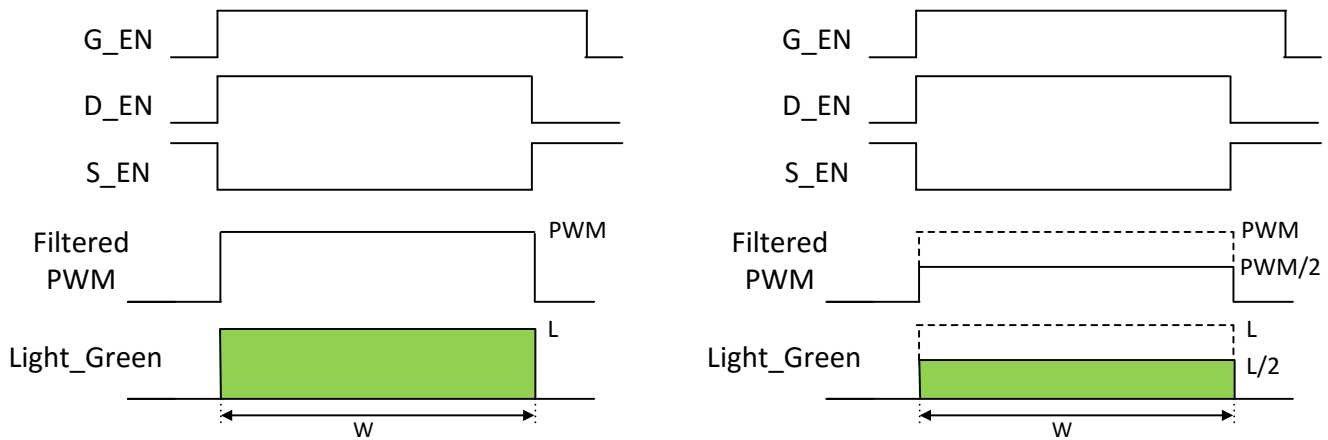 G_EN
D_EN
S_EN
Filtered
PWM
PWM
Light_Green
L
W
G_EN
D_EN
S_EN
Filtered
PWM
PWM
PWM/2
Light_Green
L
L/2
W